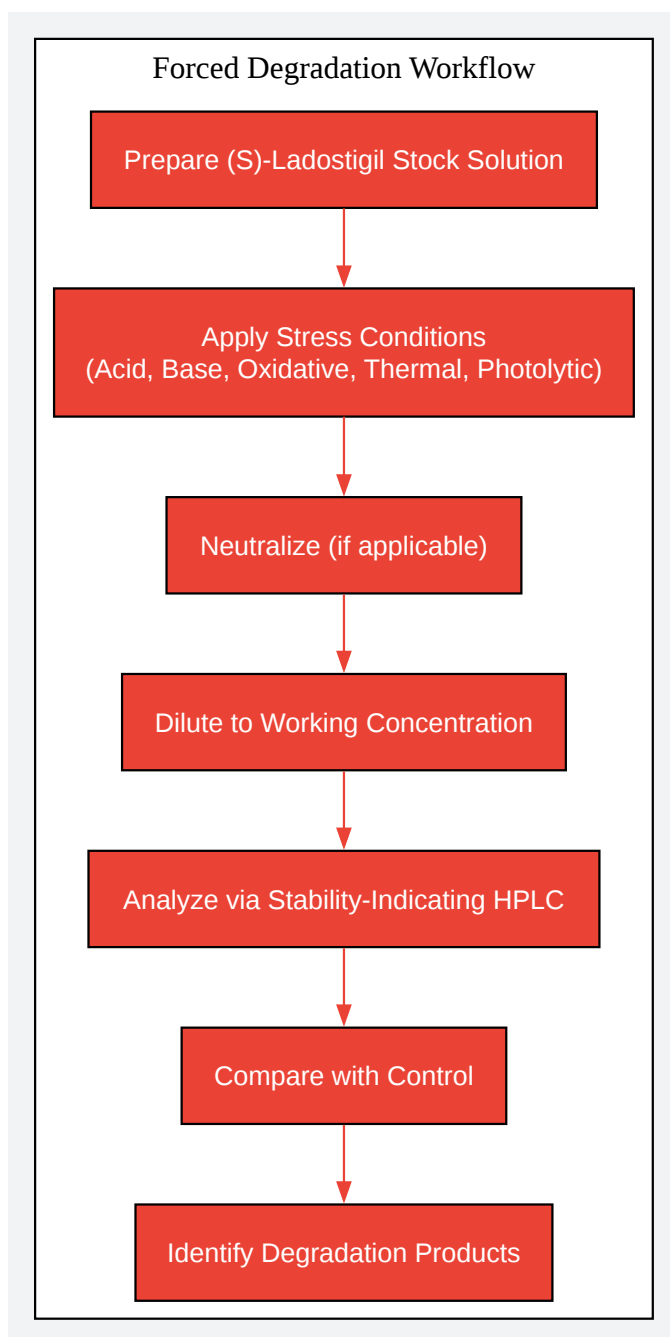 Forced Degradation Workflow
Prepare (S)-Ladostigil Stock Solution
Apply Stress Conditions
(Acid, Base, Oxidative, Thermal, Photolytic)
Neutralize (if applicable)
Dilute to Working Concentration
Analyze via Stability-Indicating HPLC
Compare with Control
Identify Degradation Products